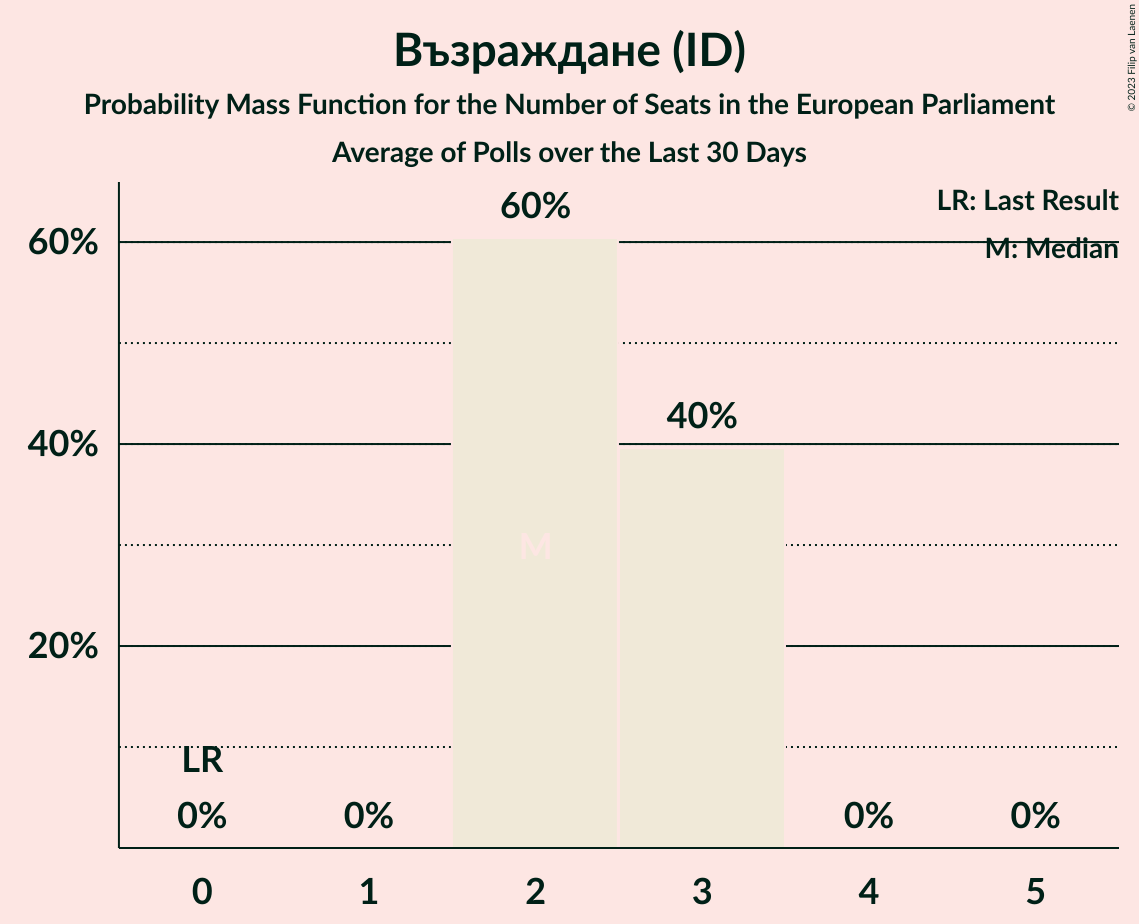 Възраждане (ID)
Probability Mass Function for the Number of Seats in the European Parliament
Average of Polls over the Last 30 Days
© 2023 Filip van Laenen
LR: Last Result
M: Median
60%
40%
20%
60%
40%
M
LR
0%
0%
0%
0%
0 1 2 3 4 5